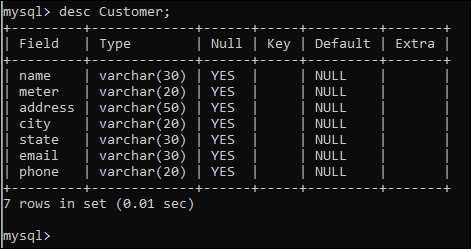 mysql> desc Customer;
+---------+-------------+------+-----+---------+-------+
| Field   | Type        | Null | Key | Default | Extra |
+---------+-------------+------+-----+---------+-------+
| name    | varchar(30) | YES  |     | NULL    |       |
| meter   | varchar(20) | YES  |     | NULL    |       |
| address | varchar(50) | YES  |     | NULL    |       |
| city    | varchar(20) | YES  |     | NULL    |       |
| state   | varchar(30) | YES  |     | NULL    |       |
| email   | varchar(30) | YES  |     | NULL    |       |
| phone   | varchar(20) | YES  |     | NULL    |       |
+---------+-------------+------+-----+---------+-------+
7 rows in set (0.01 sec)

mysql>